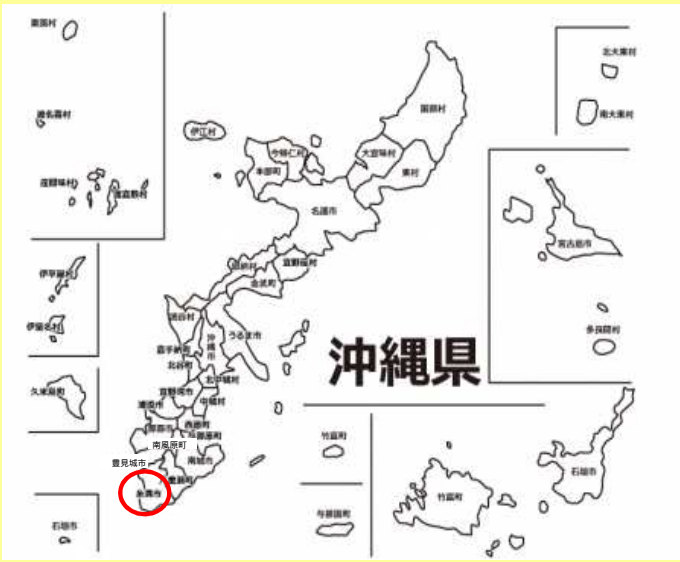 粟国村
北大東村
南大東村
国頭村
伊江村
今帰仁村
大宜味村
本部町
東村
渡名喜村
座間味村
渡嘉敷村
名護市
宮古島市
恩納村
宜野座村
金武町
伊平屋村
伊是名村
読谷村
うるま市
沖縄市
嘉手納町
北谷町
北中城村
宜野湾市
中城村
浦添市
西原町
那覇市
与那原町
南風原町
豊見城市
南城市
八重瀬町
糸満市
沖縄県
多良間村
久米島町
竹富町
石垣市
竹富町
与那国町
石垣市